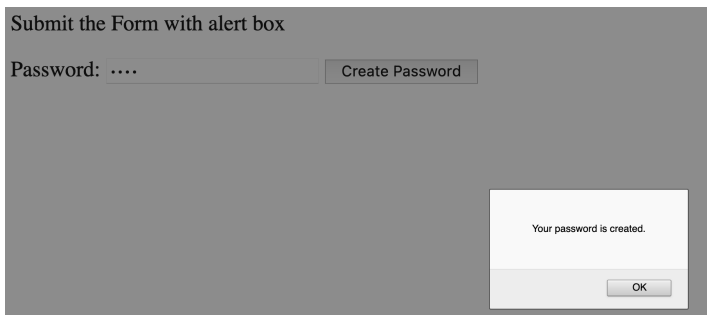 Submit the Form with alert box
Password: •••• Create Password
Your password is created.
OK